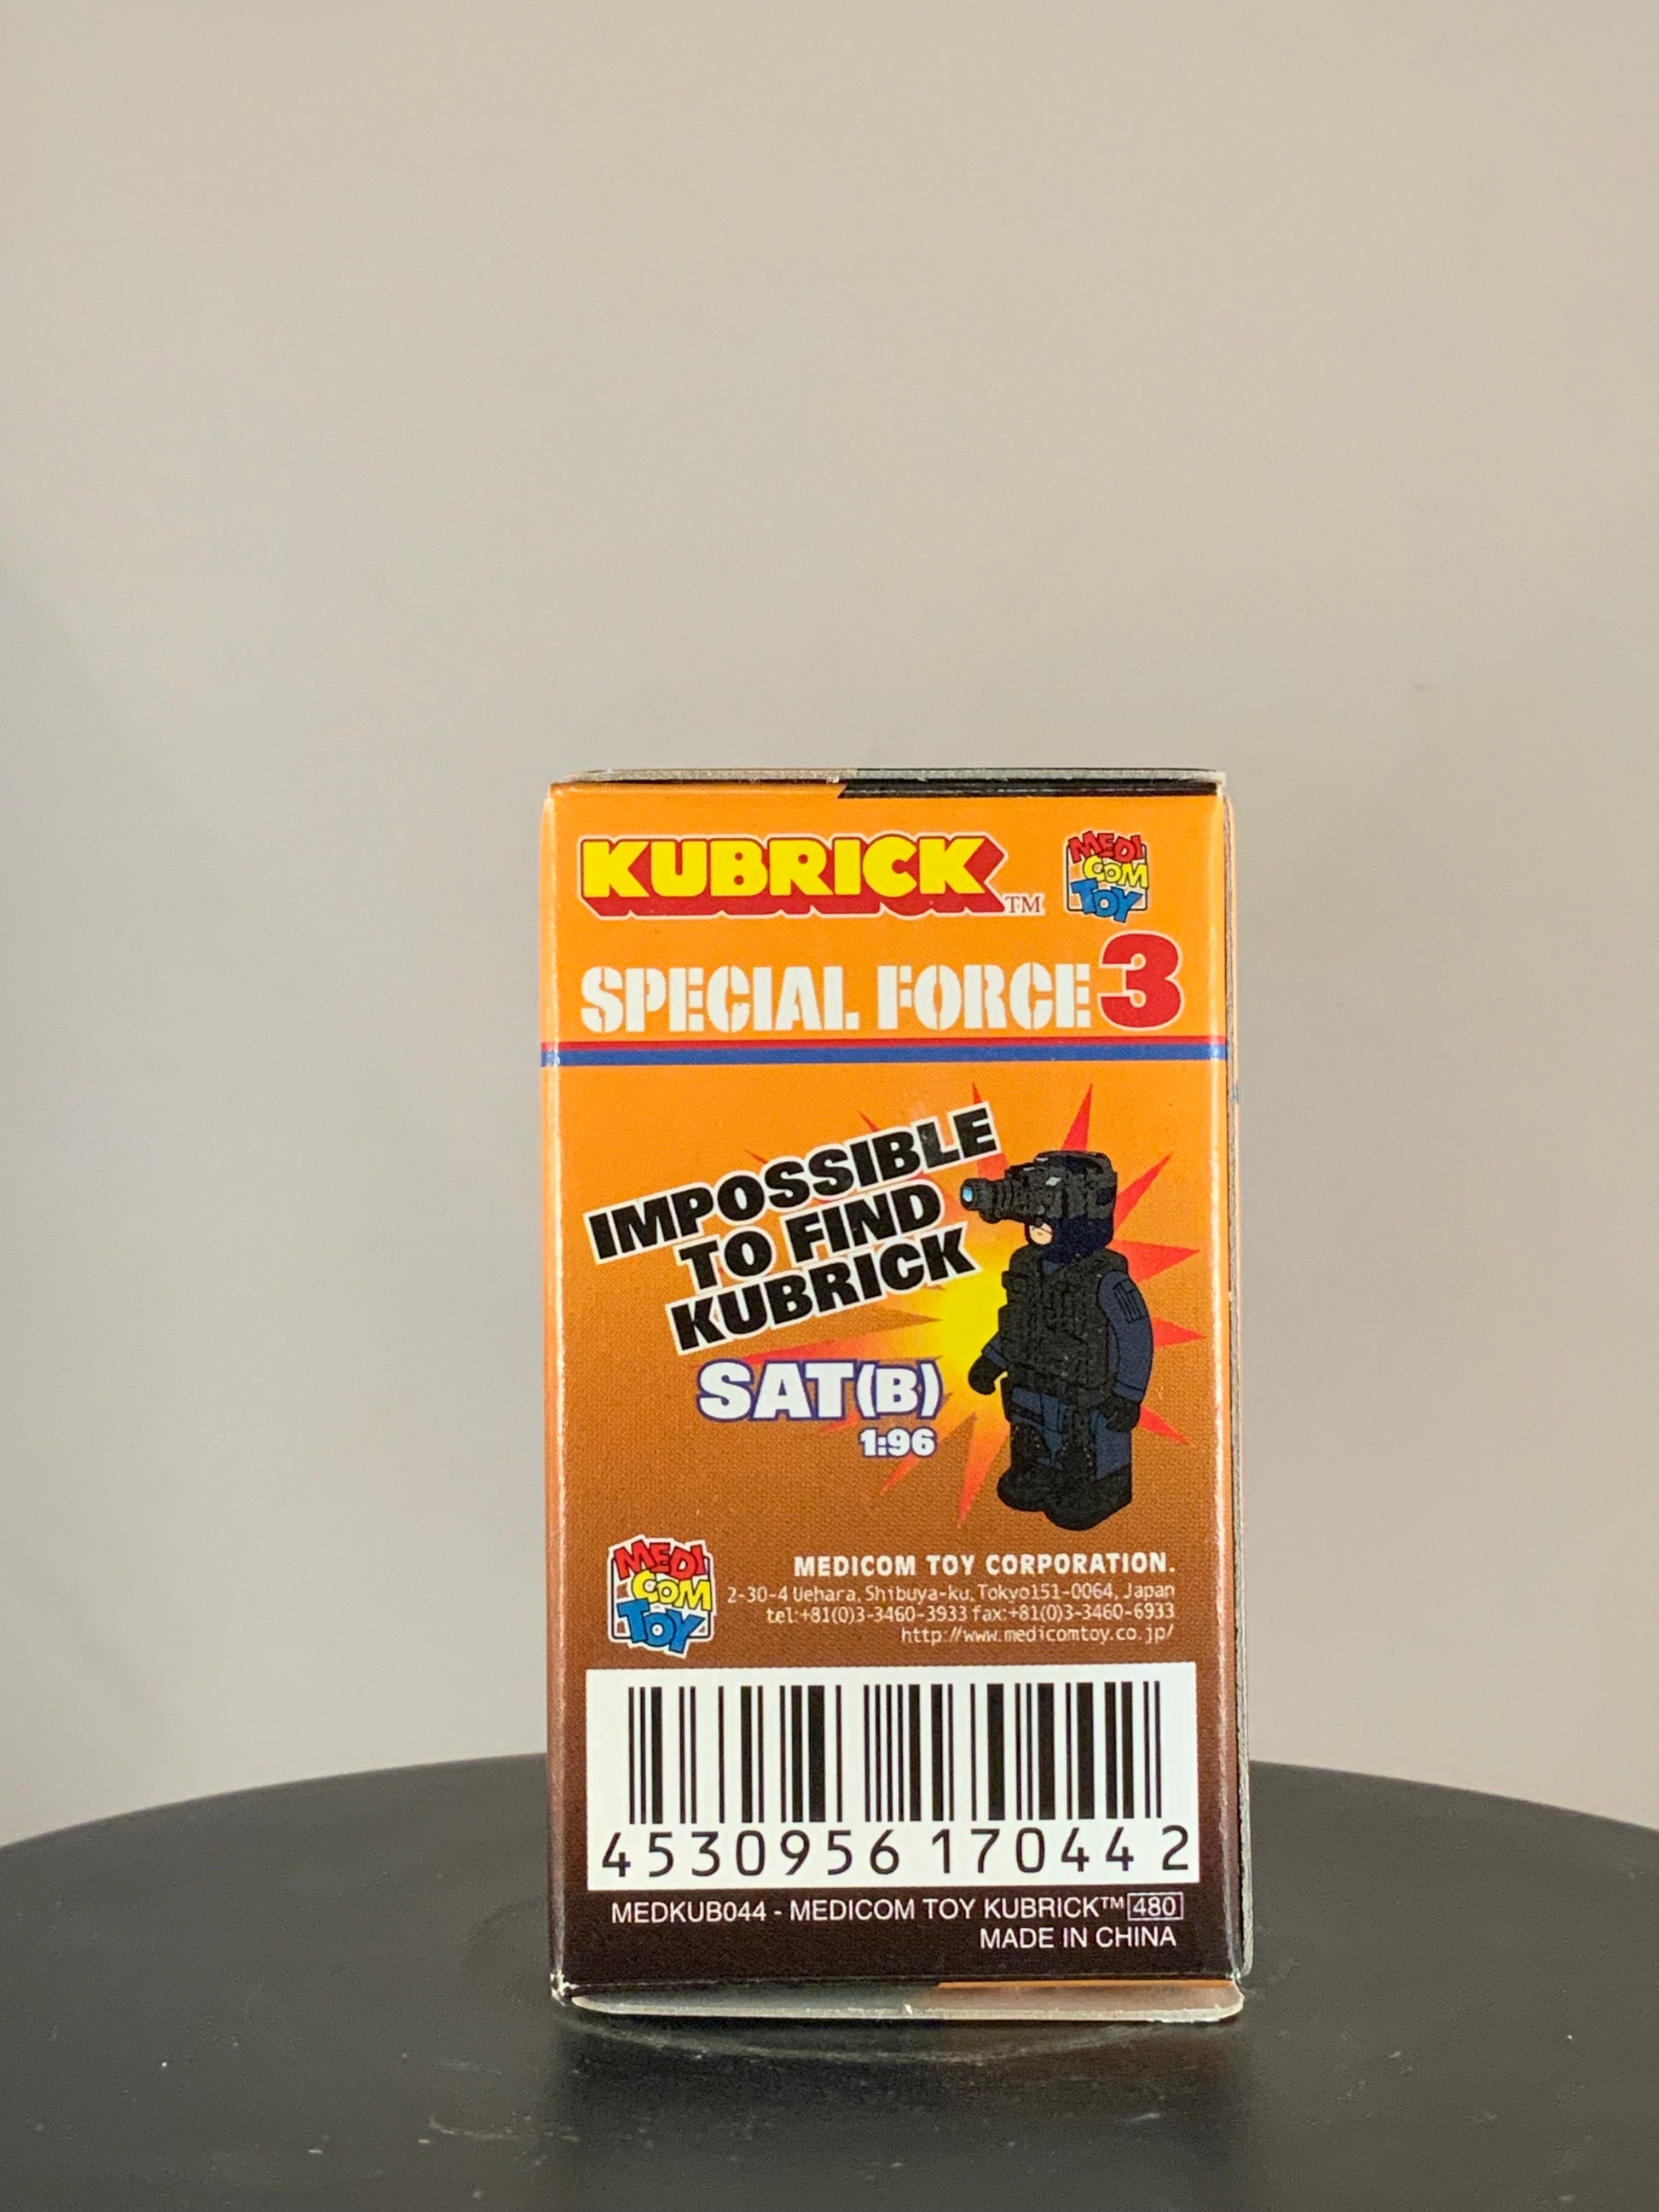 KUBRICK TM
MEDI
COM
TOY
SPECIAL FORCE 3
IMPOSSIBLE
TO FIND
KUBRICK
SAT(B)
1:96
MEDI
COM
TOY
MEDICOM TOY CORPORATION.
2-30-4 Uehara, Shibuya-ku, Tokyo151-0064, Japan
tel:+81(0)3-3460-3933 fax:+81(0)3-3460-6933
http://www.medicomtoy.co.jp/
4530956 170442
MEDKUB044 - MEDICOM TOY KUBRICK™ 480
MADE IN CHINA